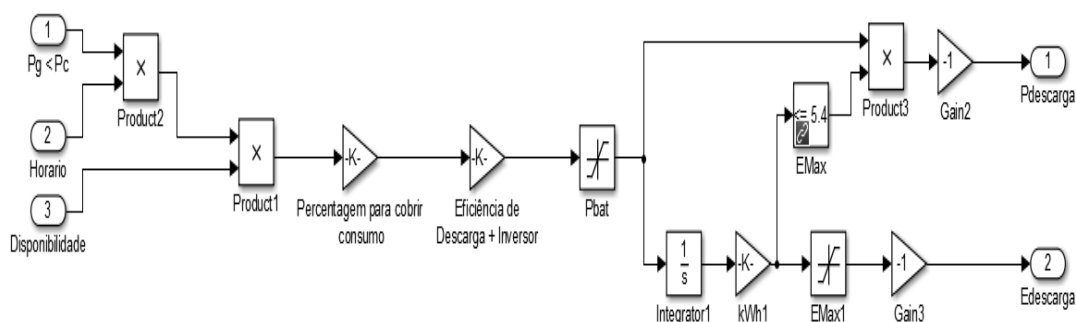 1
Pg < Pc
2
Horario
3
Disponibilidade
×
Product2
×
Product1
-K-
Percentagem para cobrir
consumo
-K-
Eficiência de
Descarga + Inversor
Pbat
1
s
Integrator1
-K-
kWh1
<= 5.4
EMax
×
Product3
-1
Gain2
1
Pdescarga
EMax1
-1
Gain3
2
Edescarga